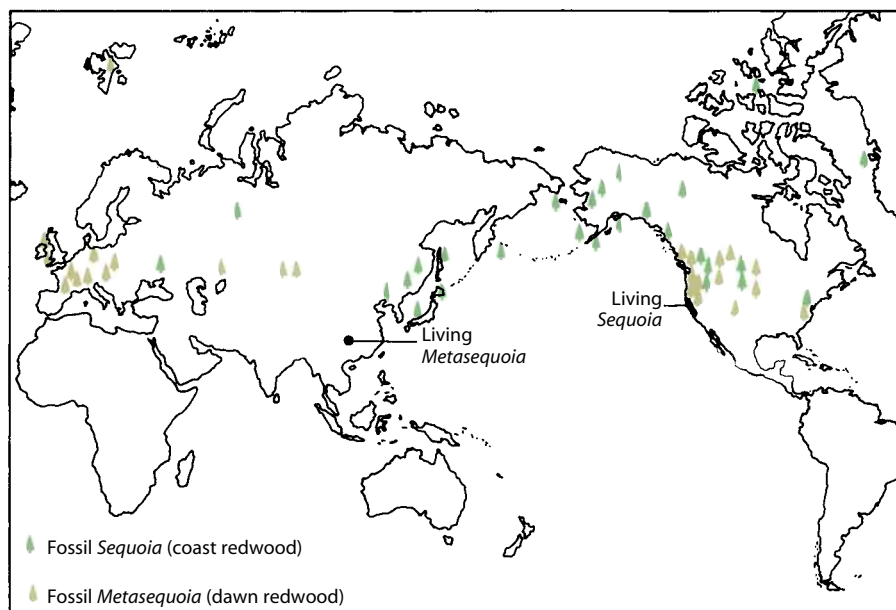 Living
Metasequoia
Living
Sequoia
Fossil Sequoia (coast redwood)
Fossil Metasequoia (dawn redwood)